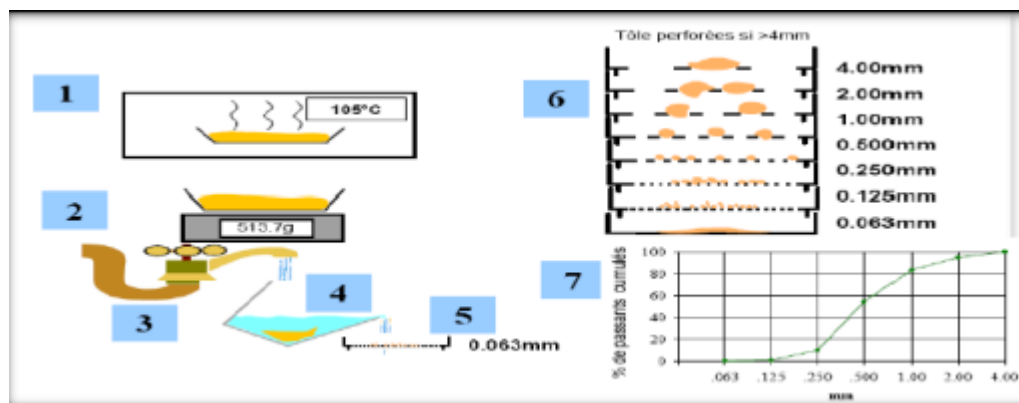 1
105°C
2
513.7g
3
4
5
0.063mm
Tôle perforées si >4mm
6
4.00mm
2.00mm
1.00mm
0.500mm
0.250mm
0.125mm
0.063mm
7
% de passants cumulés
100
80
60
40
20
0
.063 .125 .250 .500 1.00 2.00 4.00
mm